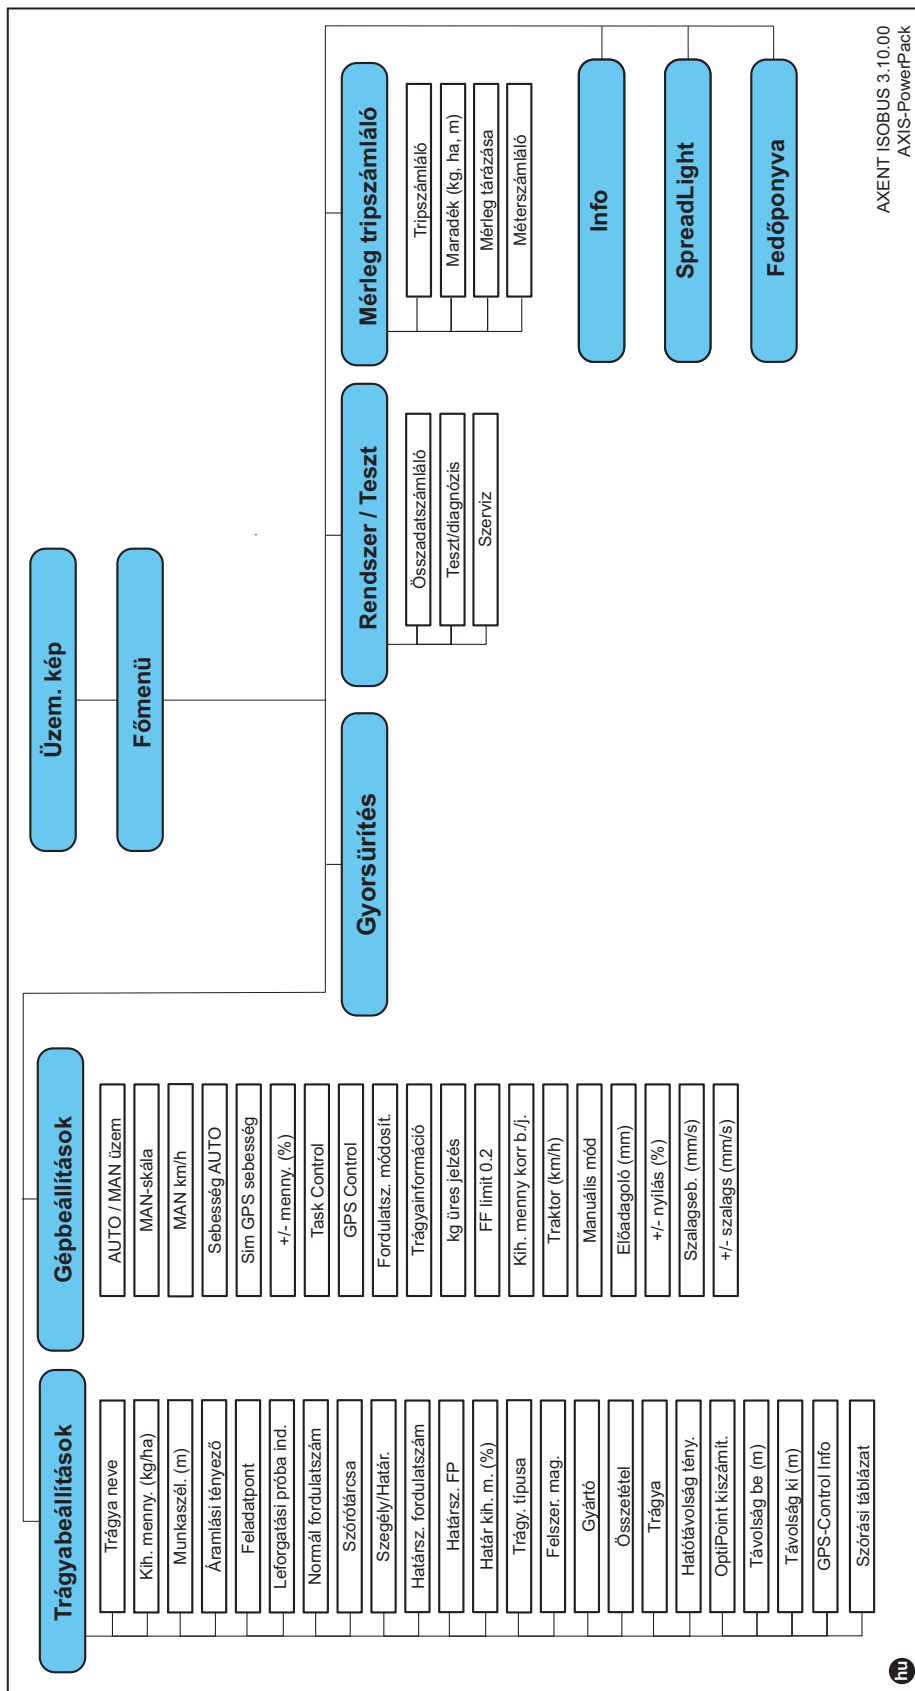 Üzem. kép
Főmenü
Trágyabeállítások
Trágya neve
Kih. menny. (kg/ha)
Munkaszél. (m)
Áramlási tényező
Feladatpont
Leforgatási próba ind.
Normál fordulatszám
Szórótárcsa
Szegély/Határ.
Határsz. fordulatszám
Határsz. FP
Határ kih. m. (%)
Trágy. típusa
Felszer. mag.
Gyártó
Összetétel
Trágya
Hatótávolság tény.
OptiPoint kiszámít.
Távolság be (m)
Távolság ki (m)
GPS-Control Info
Szórási táblázat
Gépbeállítások
AUTO / MAN üzem
MAN-skála
MAN km/h
Sebesség AUTO
Sim GPS sebesség
+/- menny. (%)
Task Control
GPS Control
Fordulatsz. módosít.
Trágyainformáció
kg üres jelzés
FF limit 0.2
Kih. menny korr b./j.
Traktor (km/h)
Manuális mód
Előadagoló (mm)
+/- nyílás (%)
Szalagseb. (mm/s)
+/- szalags (mm/s)
Gyorsürítés
Rendszer / Teszt
Összadatszámláló
Teszt/diagnózis
Szerviz
Mérleg tripszámláló
Tripszámláló
Maradék (kg, ha, m)
Mérleg tárázása
Méterszámláló
Info
SpreadLight
Fedőponyva
AXENT ISOBUS 3.10.00
AXIS-PowerPack
hu